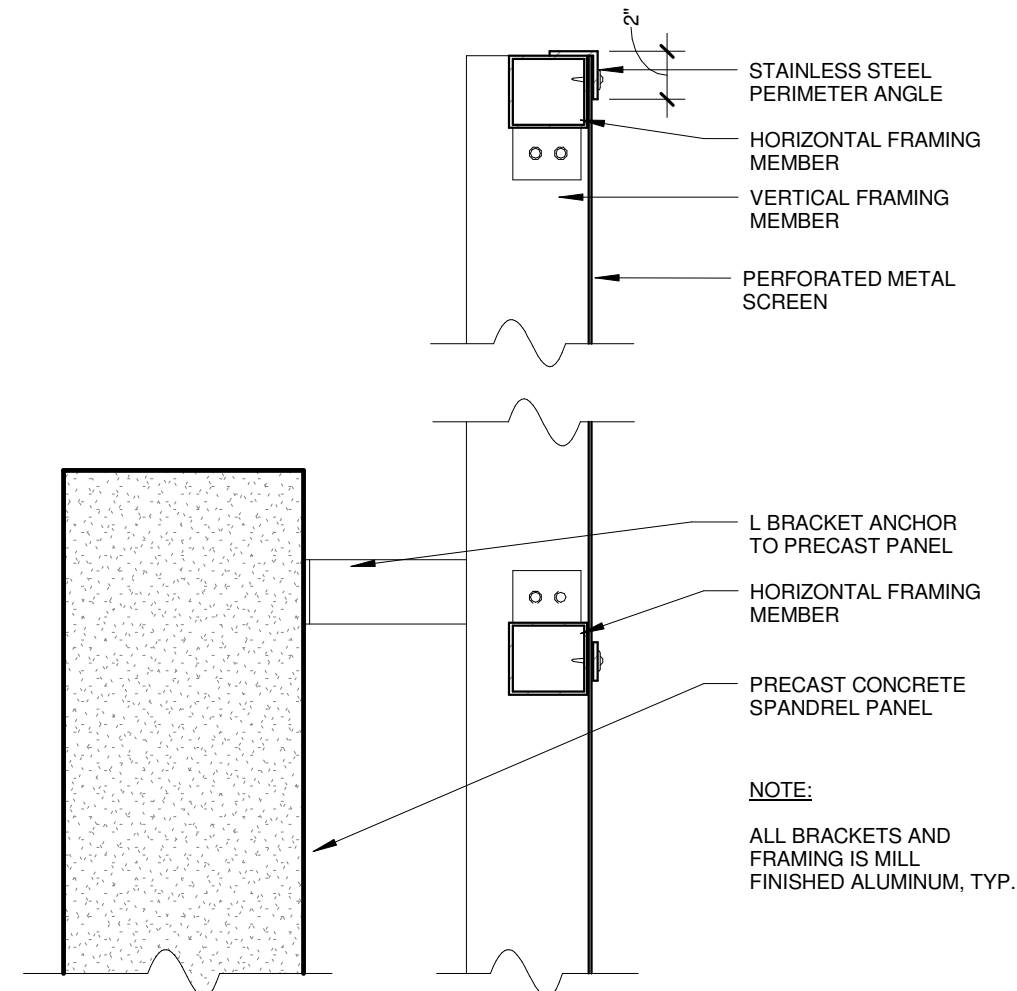 2"
STAINLESS STEEL
PERIMETER ANGLE
HORIZONTAL FRAMING
MEMBER
VERTICAL FRAMING
MEMBER
PERFORATED METAL
SCREEN
L BRACKET ANCHOR
TO PRECAST PANEL
HORIZONTAL FRAMING
MEMBER
PRECAST CONCRETE
SPANDREL PANEL
NOTE:
ALL BRACKETS AND
FRAMING IS MILL
FINISHED ALUMINUM, TYP.